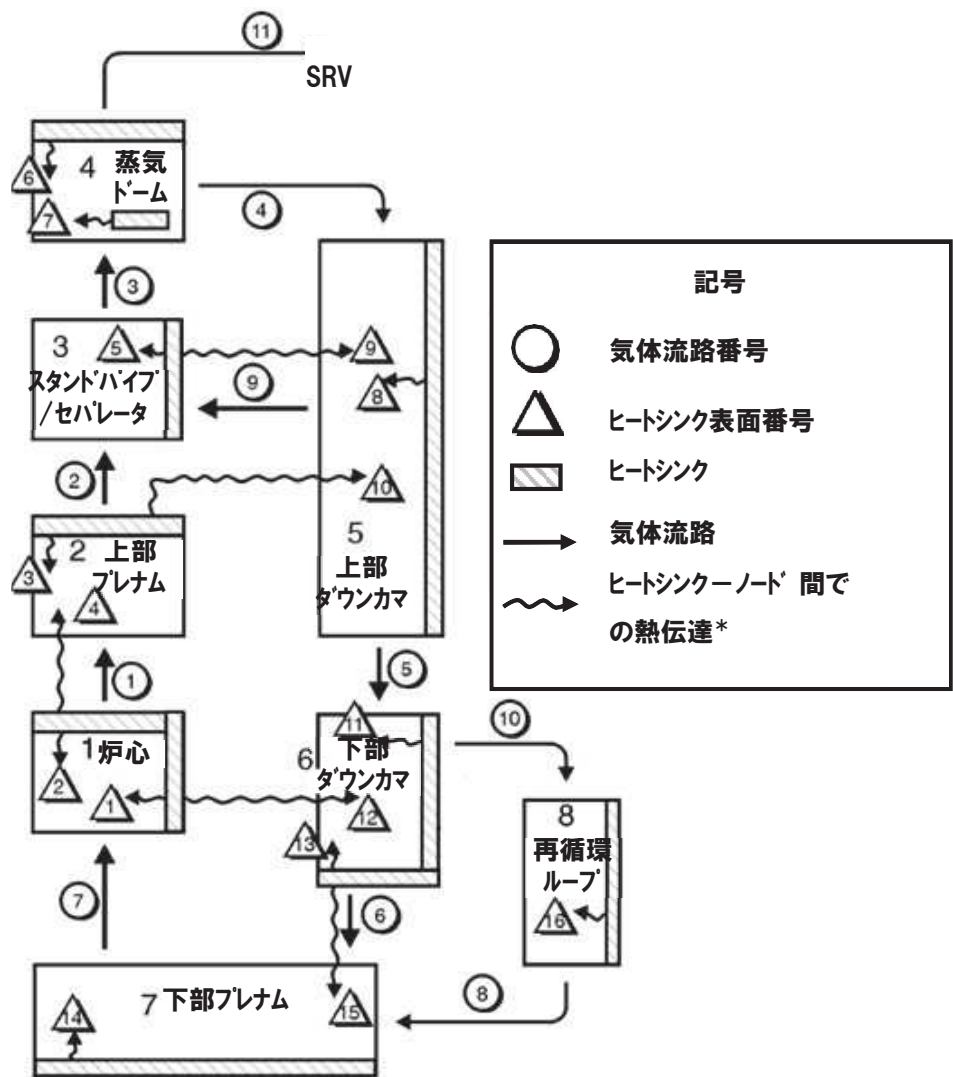 11
SRV
4 蒸気
ドーム
6
7
4
3
3
5
スタンドパイプ
/セパレータ
9
9
8
2
10
2 上部
プレナム
3
4
5
上部
ダウンカマ
1
5
1 炉心
2
1
6
11
下部
ダウンカマ
12
13
10
8
再循環
ループ
16
7
6
7 下部プレナム
14
15
8
記号
気体流路番号
ヒートシンク表面番号
ヒートシンク
気体流路
ヒートシンクーノード間で
の熱伝達*